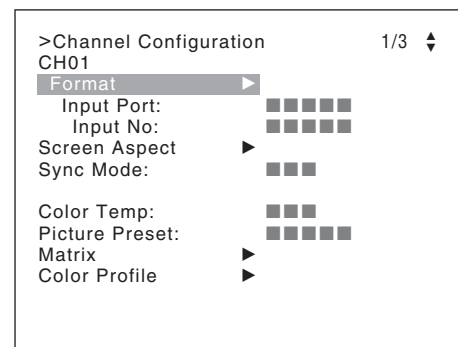 >Channel Configuration 1/3
CH01
Format
Input Port: ■■■■■
Input No: ■■■■■
Screen Aspect
Sync Mode: ■■■
Color Temp: ■■■
Picture Preset: ■■■■■
Matrix
Color Profile